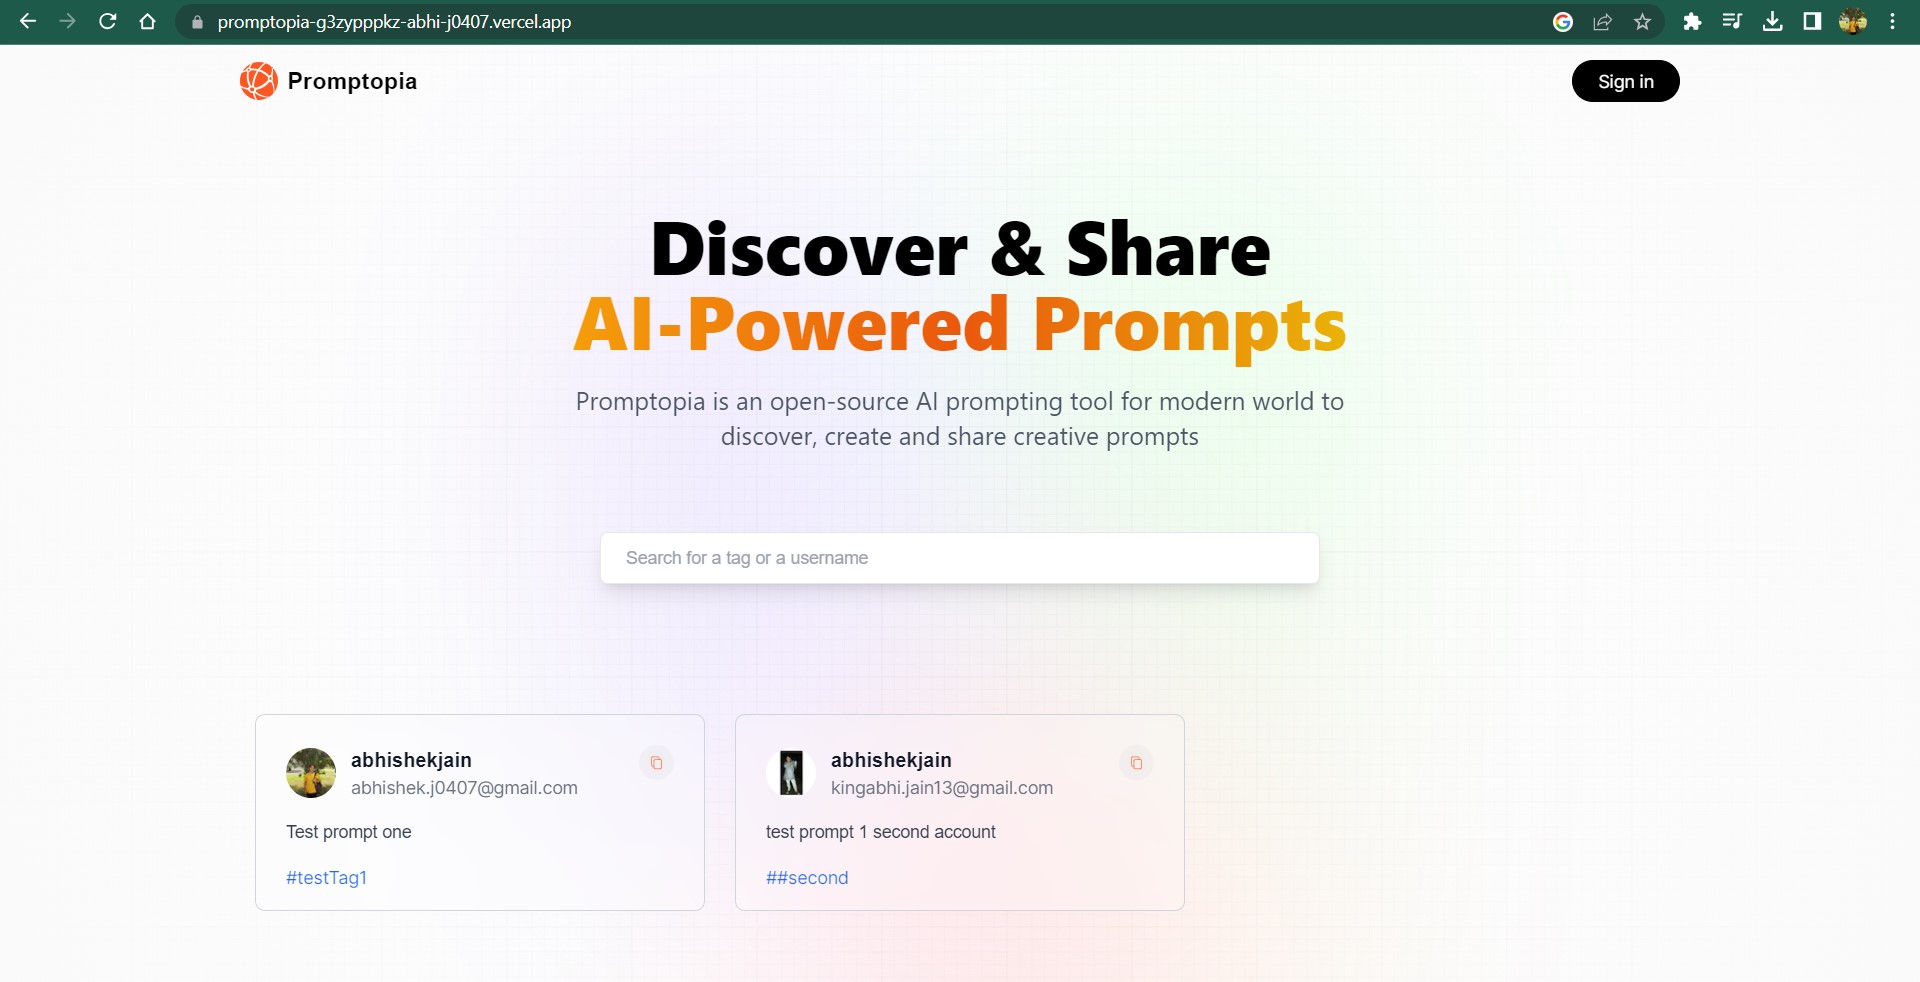 promptopia-g3zypppkz-abhi-j0407.vercel.app
Promptopia
Sign in
Discover & Share
AI-Powered Prompts
Promptopia is an open-source AI prompting tool for modern world to
discover, create and share creative prompts
Search for a tag or a username
abhishekjain
abhishek.j0407@gmail.com
Test prompt one
#testTag1
abhishekjain
kingabhi.jain13@gmail.com
test prompt 1 second account
##second